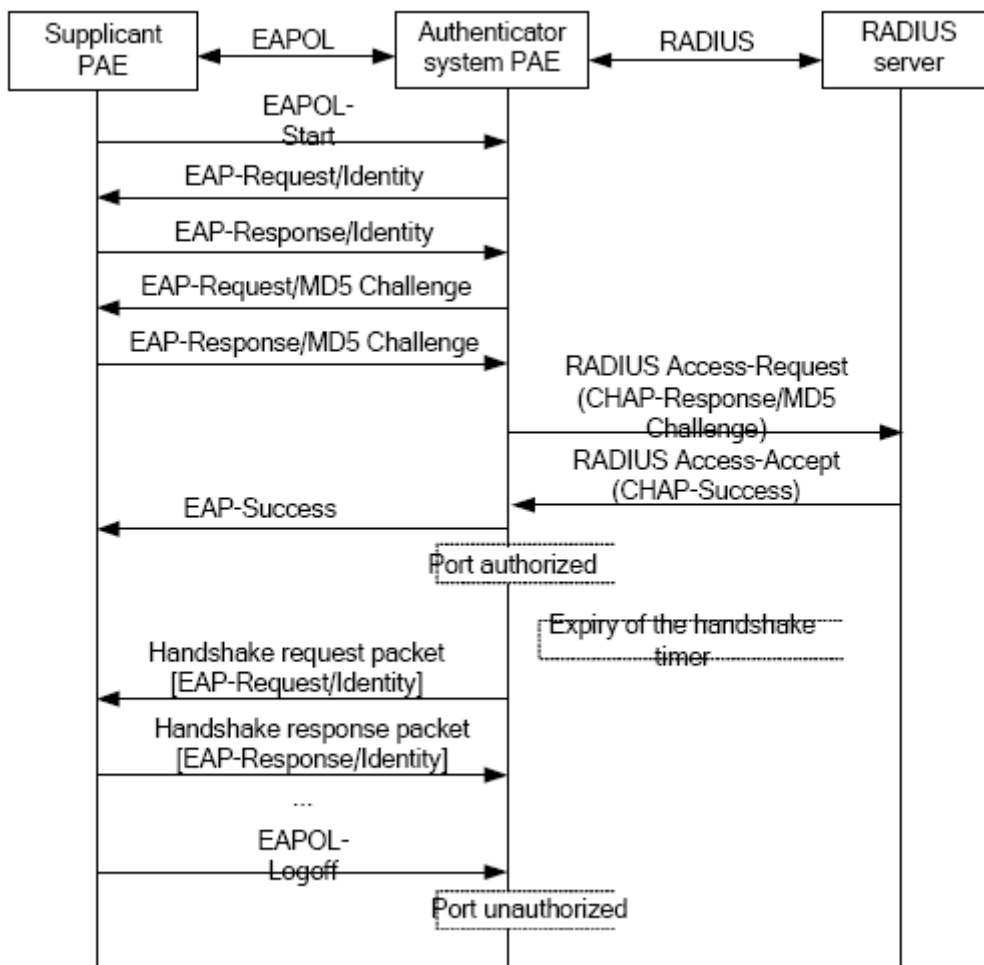 Supplicant
PAE
EAPOL
Authenticator
system PAE
RADIUS
RADIUS
server
EAPOL-
Start
EAP-Request/Identity
EAP-Response/Identity
EAP-Request/MD5 Challenge
EAP-Response/MD5 Challenge
RADIUS Access-Request
(CHAP-Response/MD5
Challenge)
RADIUS Access-Accept
(CHAP-Success)
EAP-Success
Port authorized
Expiry of the handshake
timer
Handshake request packet
[EAP-Request/Identity]
Handshake response packet
[EAP-Response/Identity]
...
EAPOL-
Logoff
Port unauthorized